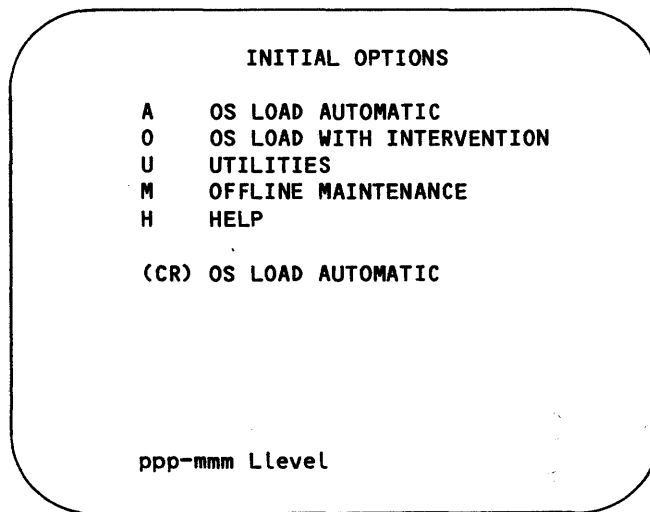 INITIAL OPTIONS
A OS LOAD AUTOMATIC
O OS LOAD WITH INTERVENTION
U UTILITIES
M OFFLINE MAINTENANCE
H HELP
(CR) OS LOAD AUTOMATIC
ppp-mmm Llevel